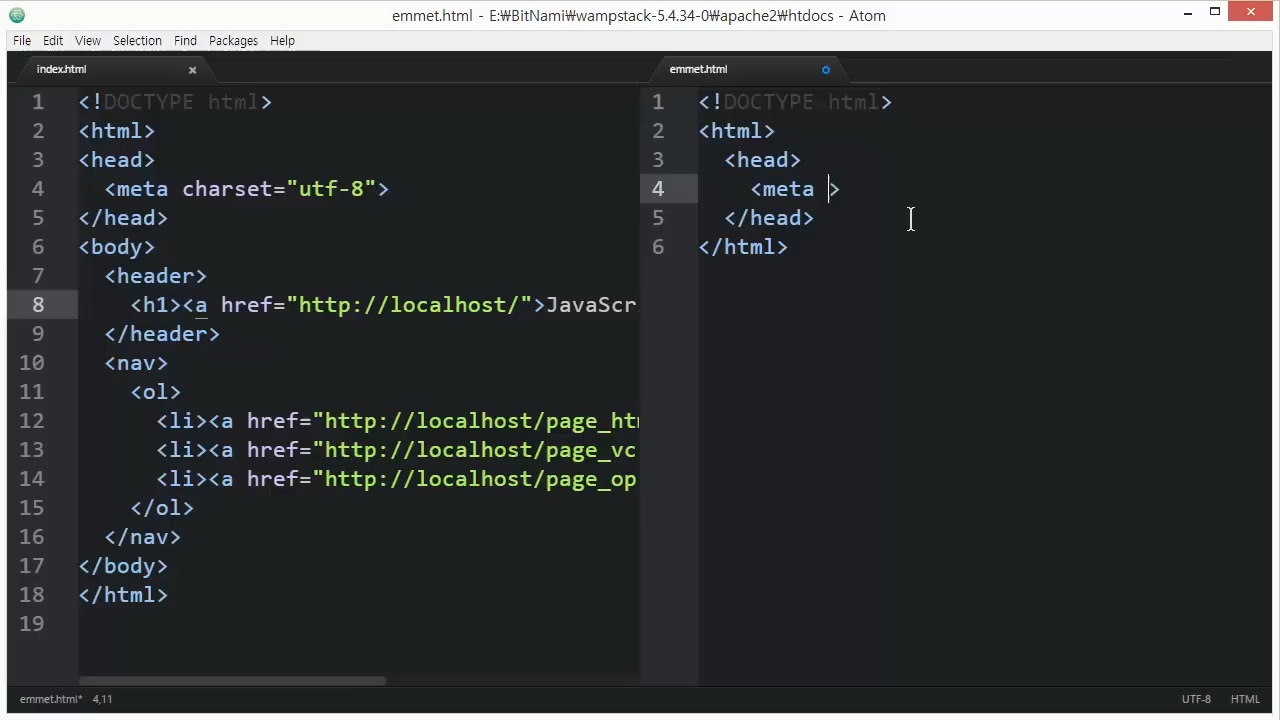 emmet.html - E:₩BitNami₩wampstack-5.4.34-0₩apache2₩htdocs - Atom
File Edit View Selection Find Packages Help
index.html
1 <!DOCTYPE html>
2 <html>
3 <head>
4 <meta charset="utf-8">
5 </head>
6 <body>
7 <header>
8 <h1><a href="http://localhost/">JavaScr
9 </header>
10 <nav>
11 <ol>
12 <li><a href="http://localhost/page_htm
13 <li><a href="http://localhost/page_vc
14 <li><a href="http://localhost/page_op
15 </ol>
16 </nav>
17 </body>
18 </html>
19
emmet.html
1 <!DOCTYPE html>
2 <html>
3 <head>
4 <meta >
5 </head>
6 </html>
emmet.html* 4,11
UTF-8 HTML